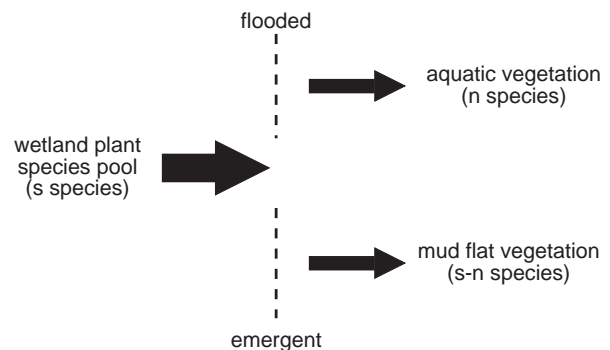 flooded
aquatic vegetation
(n species)
wetland plant
species pool
(s species)
mud flat vegetation
(s-n species)
emergent